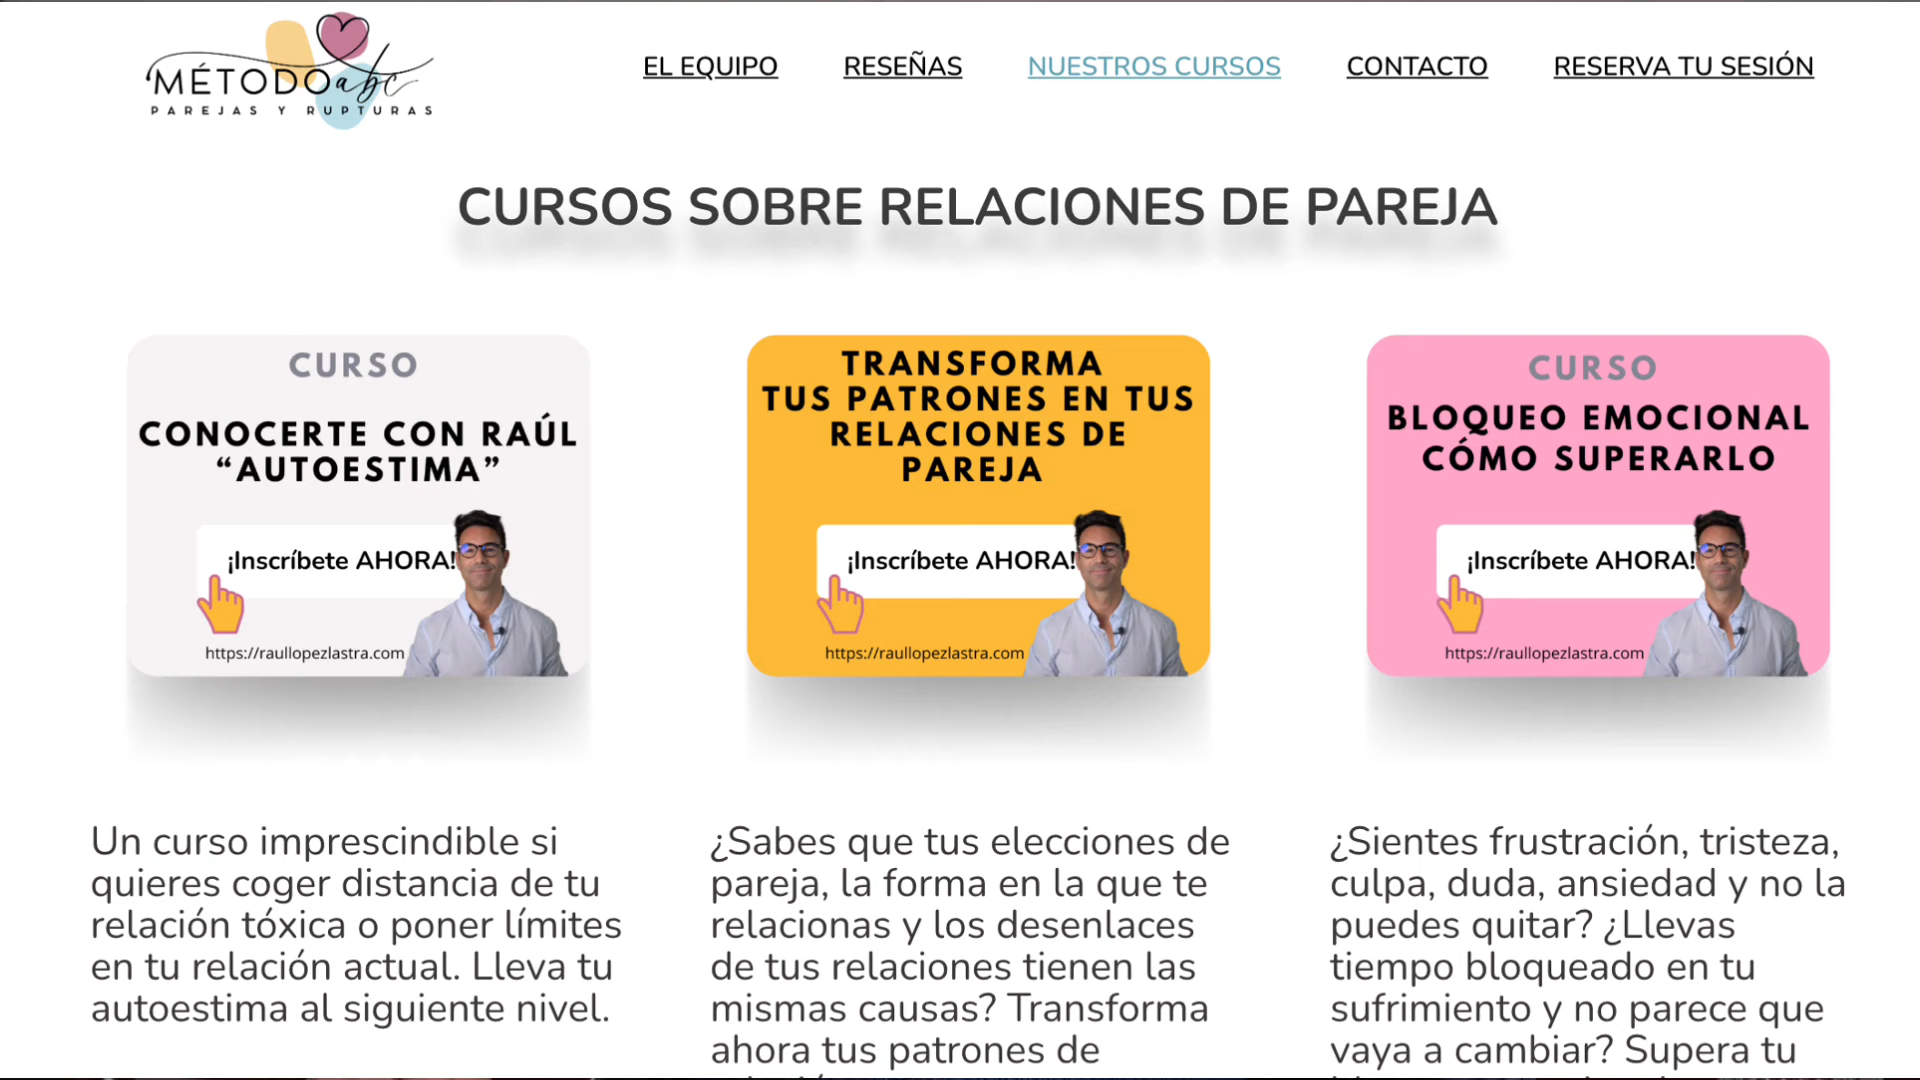 MÉTODO abc
PAREJAS Y RUPTURAS
EL EQUIPO
RESEÑAS
NUESTROS CURSOS
CONTACTO
RESERVA TU SESIÓN
CURSOS SOBRE RELACIONES DE PAREJA
CURSO
CONOCERTE CON RAÚL
“AUTOESTIMA”
¡Inscríbete AHORA!
https://raullopezlastra.com
TRANSFORMA
TUS PATRONES EN TUS
RELACIONES DE
PAREJA
¡Inscríbete AHORA!
https://raullopezlastra.com
CURSO
BLOQUEO EMOCIONAL
CÓMO SUPERARLO
¡Inscríbete AHORA!
https://raullopezlastra.com
Un curso imprescindible si
quieres coger distancia de tu
relación tóxica o poner límites
en tu relación actual. Lleva tu
autoestima al siguiente nivel.
¿Sabes que tus elecciones de
pareja, la forma en la que te
relacionas y los desenlaces
de tus relaciones tienen las
mismas causas? Transforma
ahora tus patrones de
¿Sientes frustración, tristeza,
culpa, duda, ansiedad y no la
puedes quitar? ¿Llevas
tiempo bloqueado en tu
sufrimiento y no parece que
vaya a cambiar? Supera tu